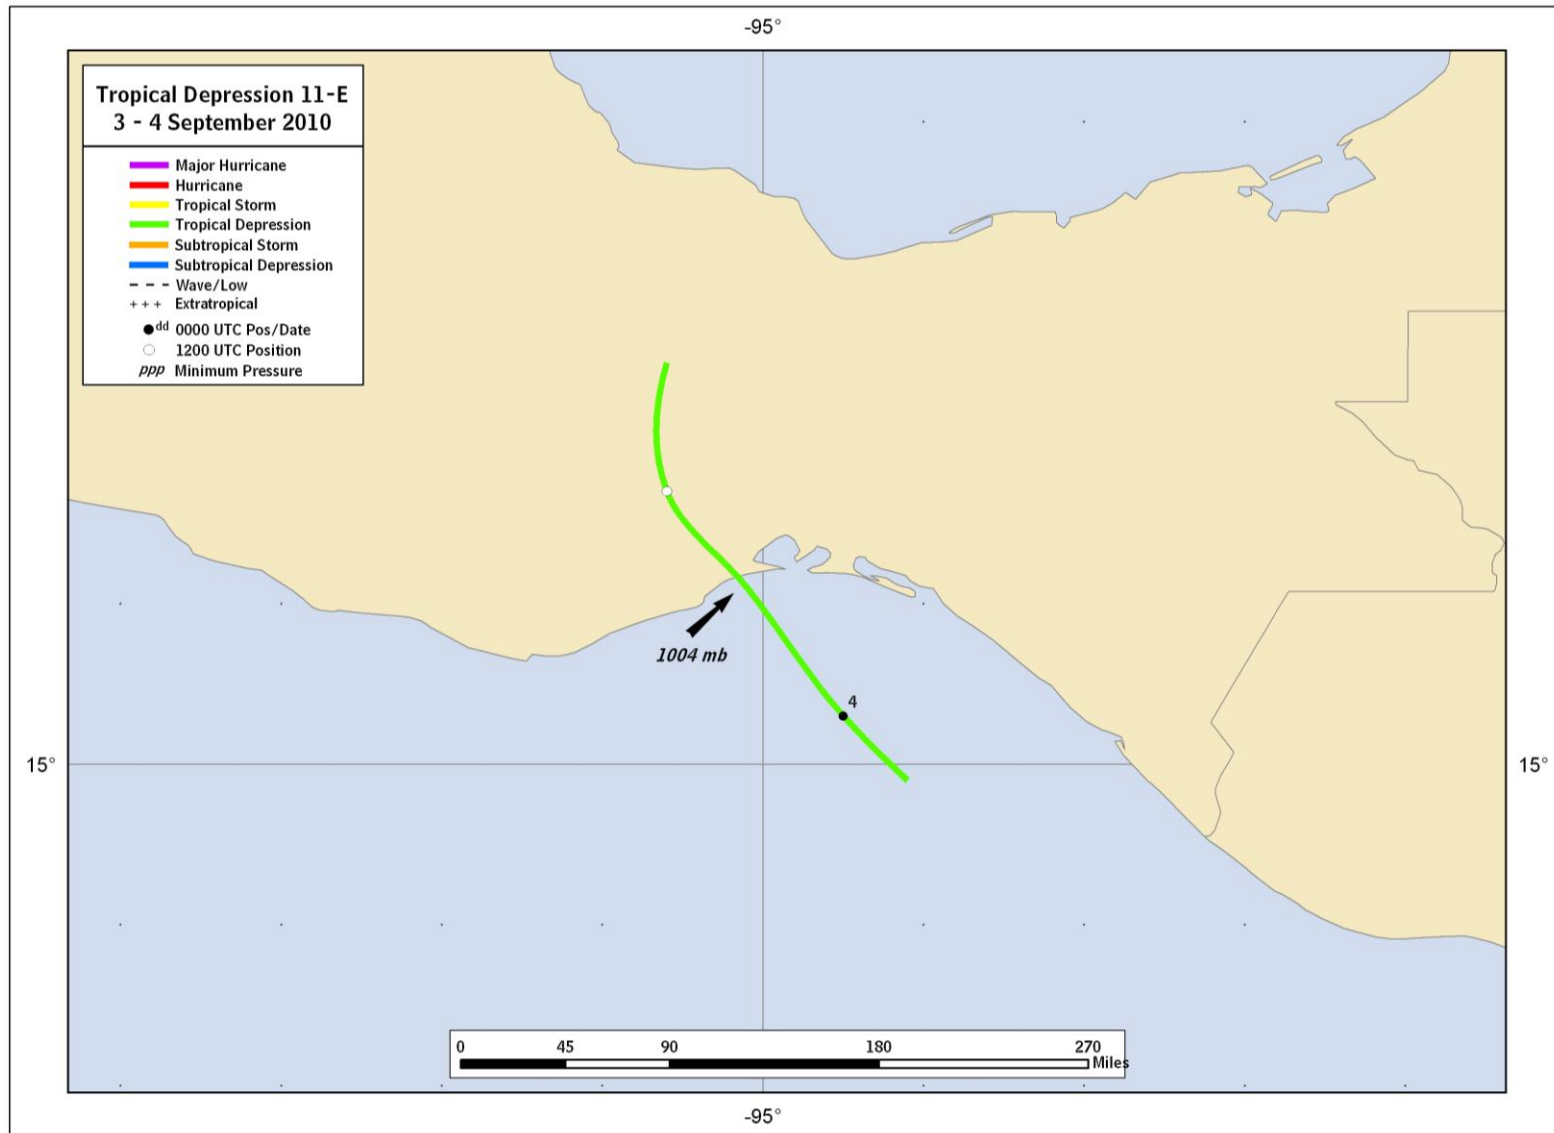 -95°
Tropical Depression 11-E
3 - 4 September 2010
Major Hurricane
Hurricane
Tropical Storm
Tropical Depression
Subtropical Storm
Subtropical Depression
Wave/Low
+++ Extratropical
dd 0000 UTC Pos/Date
1200 UTC Position
ppp Minimum Pressure
1004 mb
4
15° 15°
0 45 90 180 270
Miles
-95°